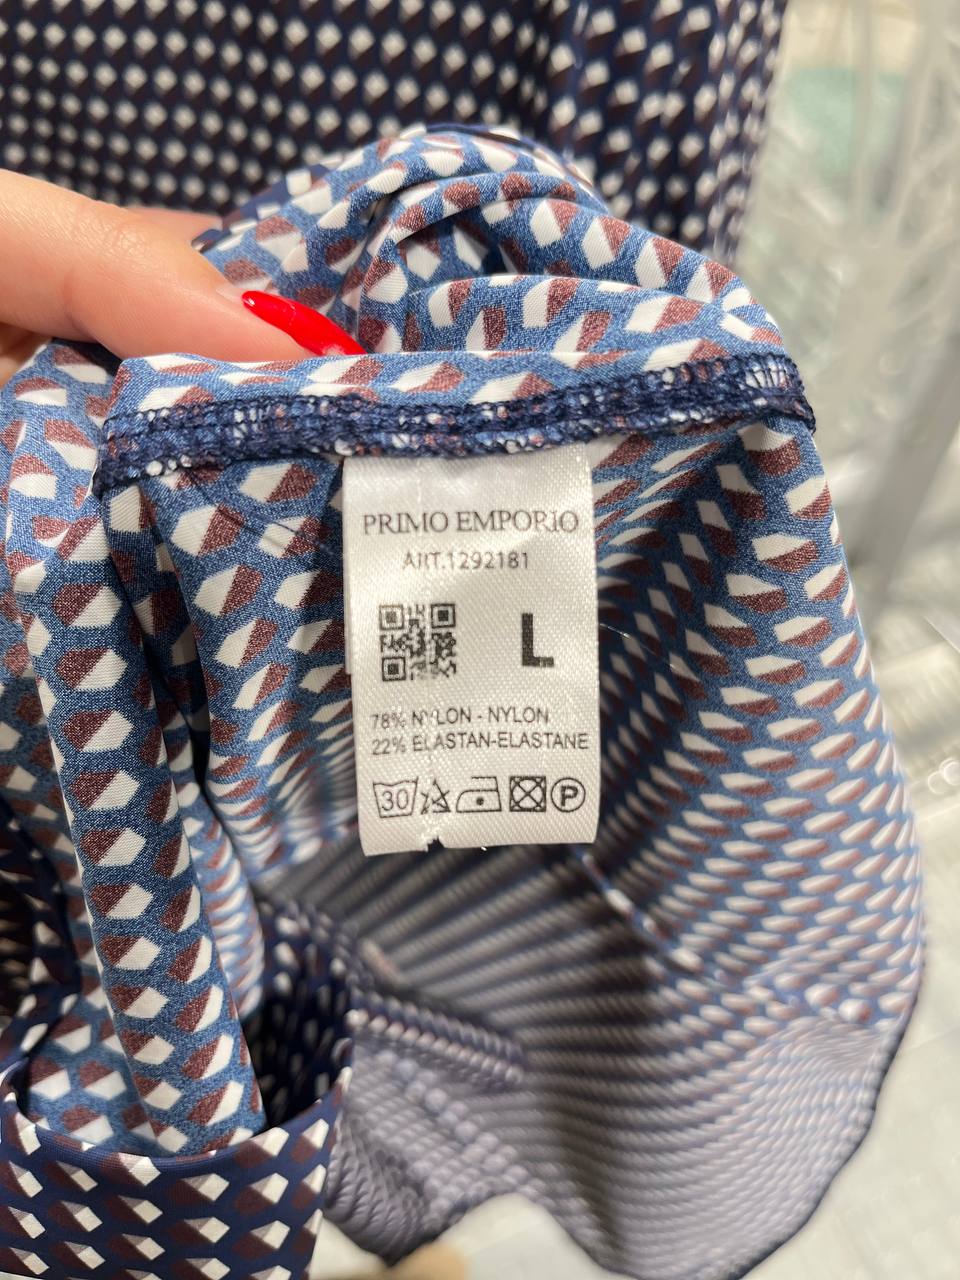 PRIMO EMPORIO
ART.1292181
L
78% NYLON - NYLON
22% ELASTAN-ELASTANE
30 P